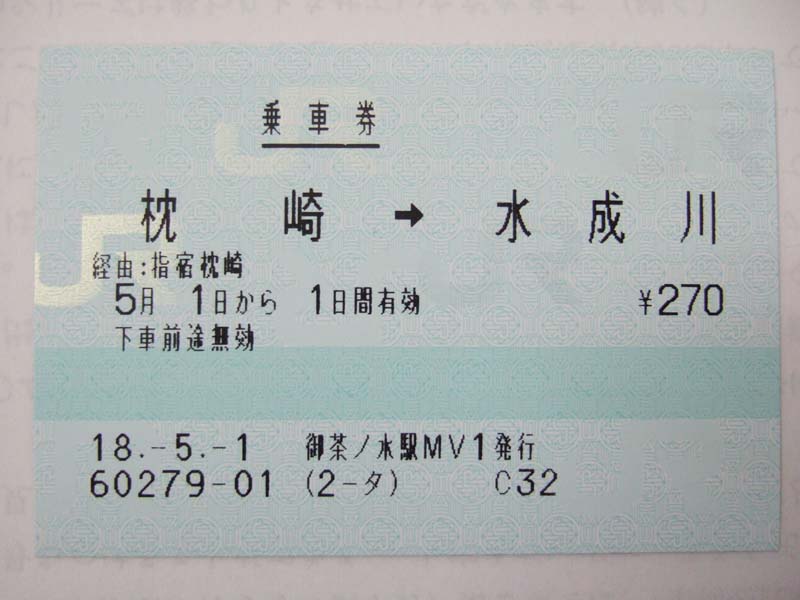 乗車券
枕崎 → 水成川
経由:指宿枕崎
5月 1日から 1日間有効 ¥270
下車前途無効
18.-5.-1 御茶ノ水駅MV1発行
60279-01 (2-タ) C32